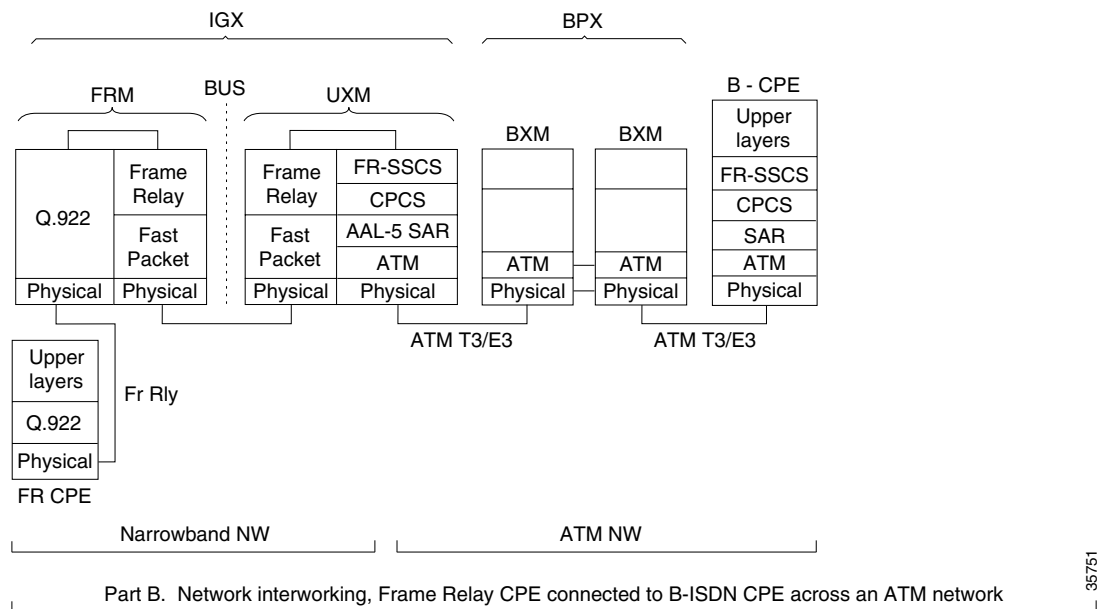 IGX
BPX
FRM
BUS
UXM
B - CPE
BXM
BXM
Q.922
Physical
Frame
Relay
Fast
Packet
Physical
Frame
Relay
Fast
Packet
Physical
FR-SSCS
CPCS
AAL-5 SAR
ATM
Physical
ATM
Physical
ATM
Physical
Upper
layers
FR-SSCS
CPCS
SAR
ATM
Physical
ATM T3/E3
ATM T3/E3
Upper
layers
Q.922
Physical
Fr Rly
FR CPE
Narrowband NW
ATM NW
Part B. Network interworking, Frame Relay CPE connected to B-ISDN CPE across an ATM network
35751